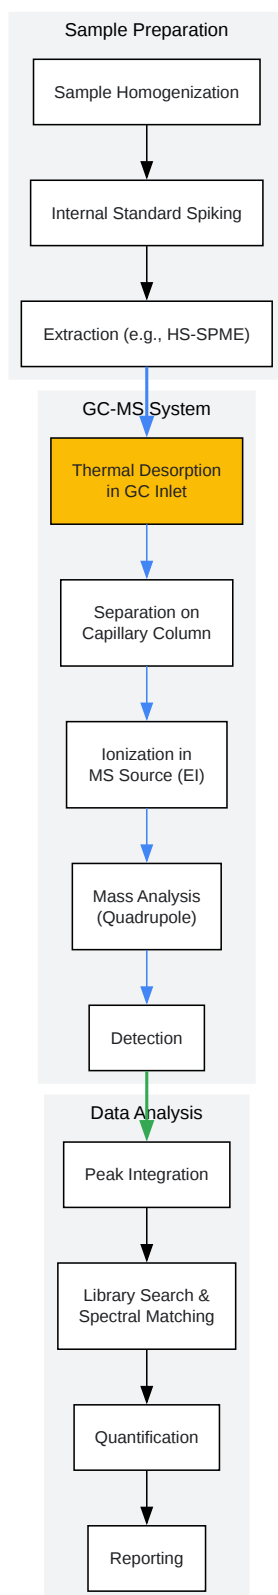 Sample Preparation
Sample Homogenization
Internal Standard Spiking
Extraction (e.g., HS-SPME)
GC-MS System
Thermal Desorption
in GC Inlet
Separation on
Capillary Column
Ionization in
MS Source (EI)
Mass Analysis
(Quadrupole)
Detection
Data Analysis
Peak Integration
Library Search &
Spectral Matching
Quantification
Reporting